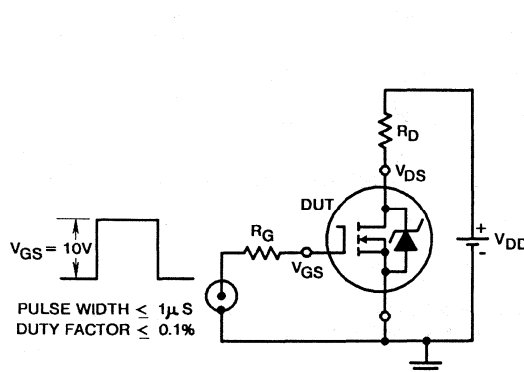 R_D
V_DS
DUT
R_G
V_GS = 10V
V_GS
+
V_DD
-
PULSE WIDTH ≤ 1μS
DUTY FACTOR ≤ 0.1%